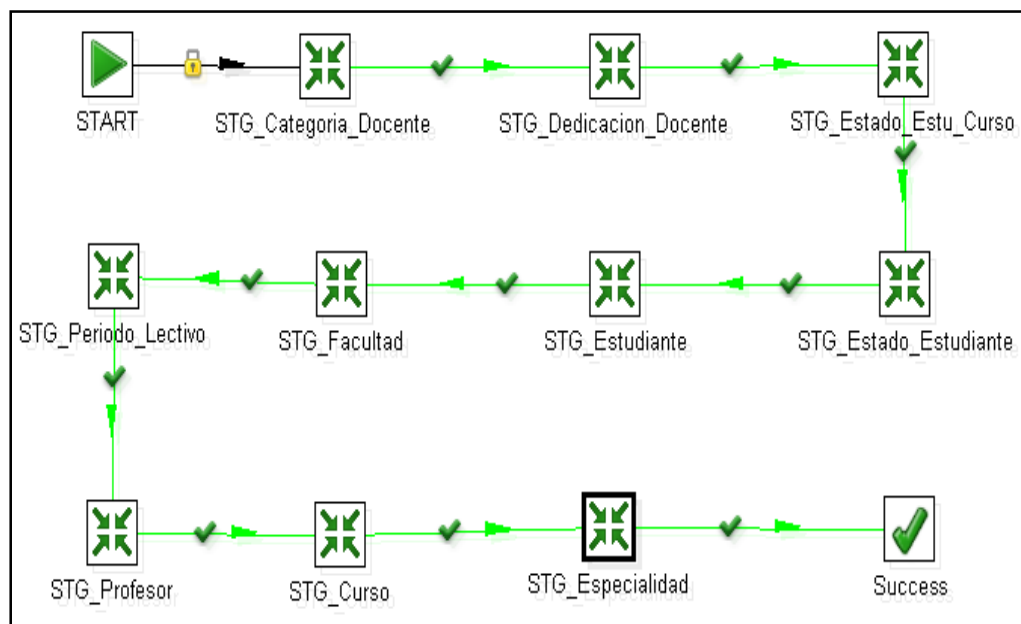 START
STG_Categoria_Docente
STG_Dedicacion_Docente
STG_Estado_Estu_Curso
STG_Periodo_Lectivo
STG_Facultad
STG_Estudiante
STG_Estado_Estudiante
STG_Profesor
STG_Curso
STG_Especialidad
Success